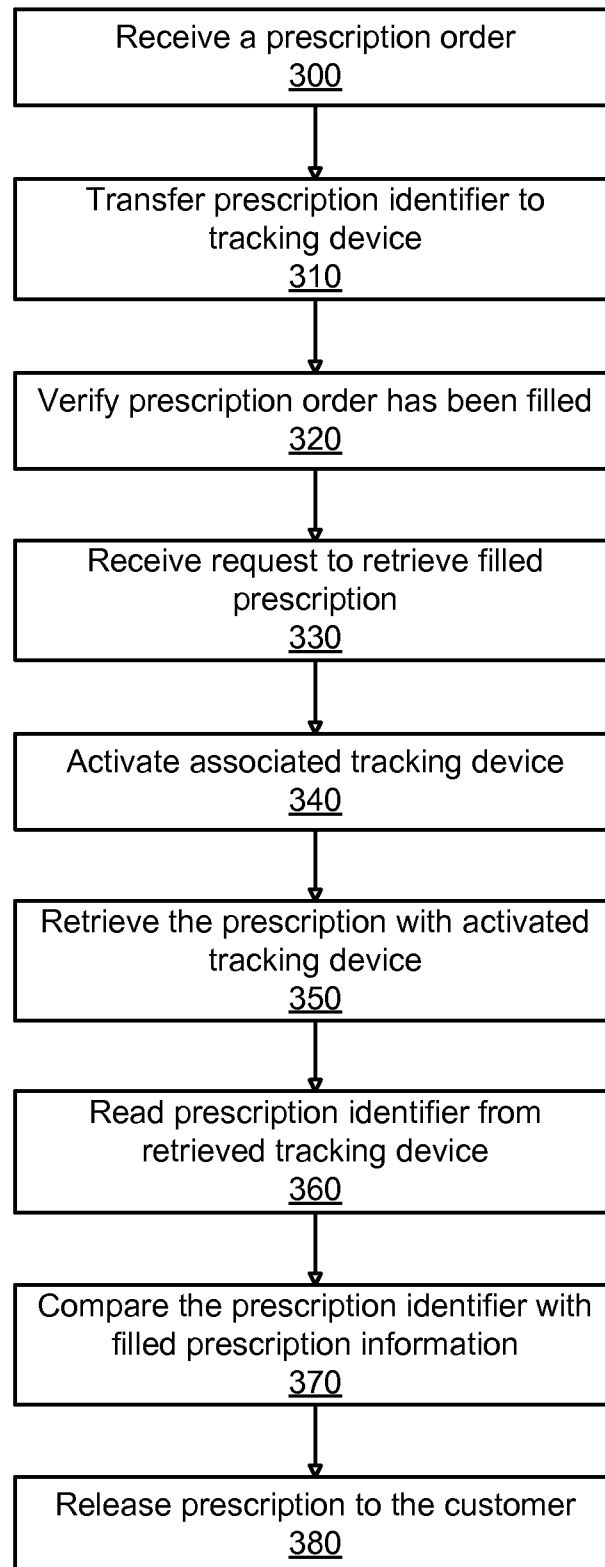 Receive a prescription order
300
Transfer prescription identifier to
tracking device
310
Verify prescription order has been filled
320
Receive request to retrieve filled
prescription
330
Activate associated tracking device
340
Retrieve the prescription with activated
tracking device
350
Read prescription identifier from
retrieved tracking device
360
Compare the prescription identifier with
filled prescription information
370
Release prescription to the customer
380